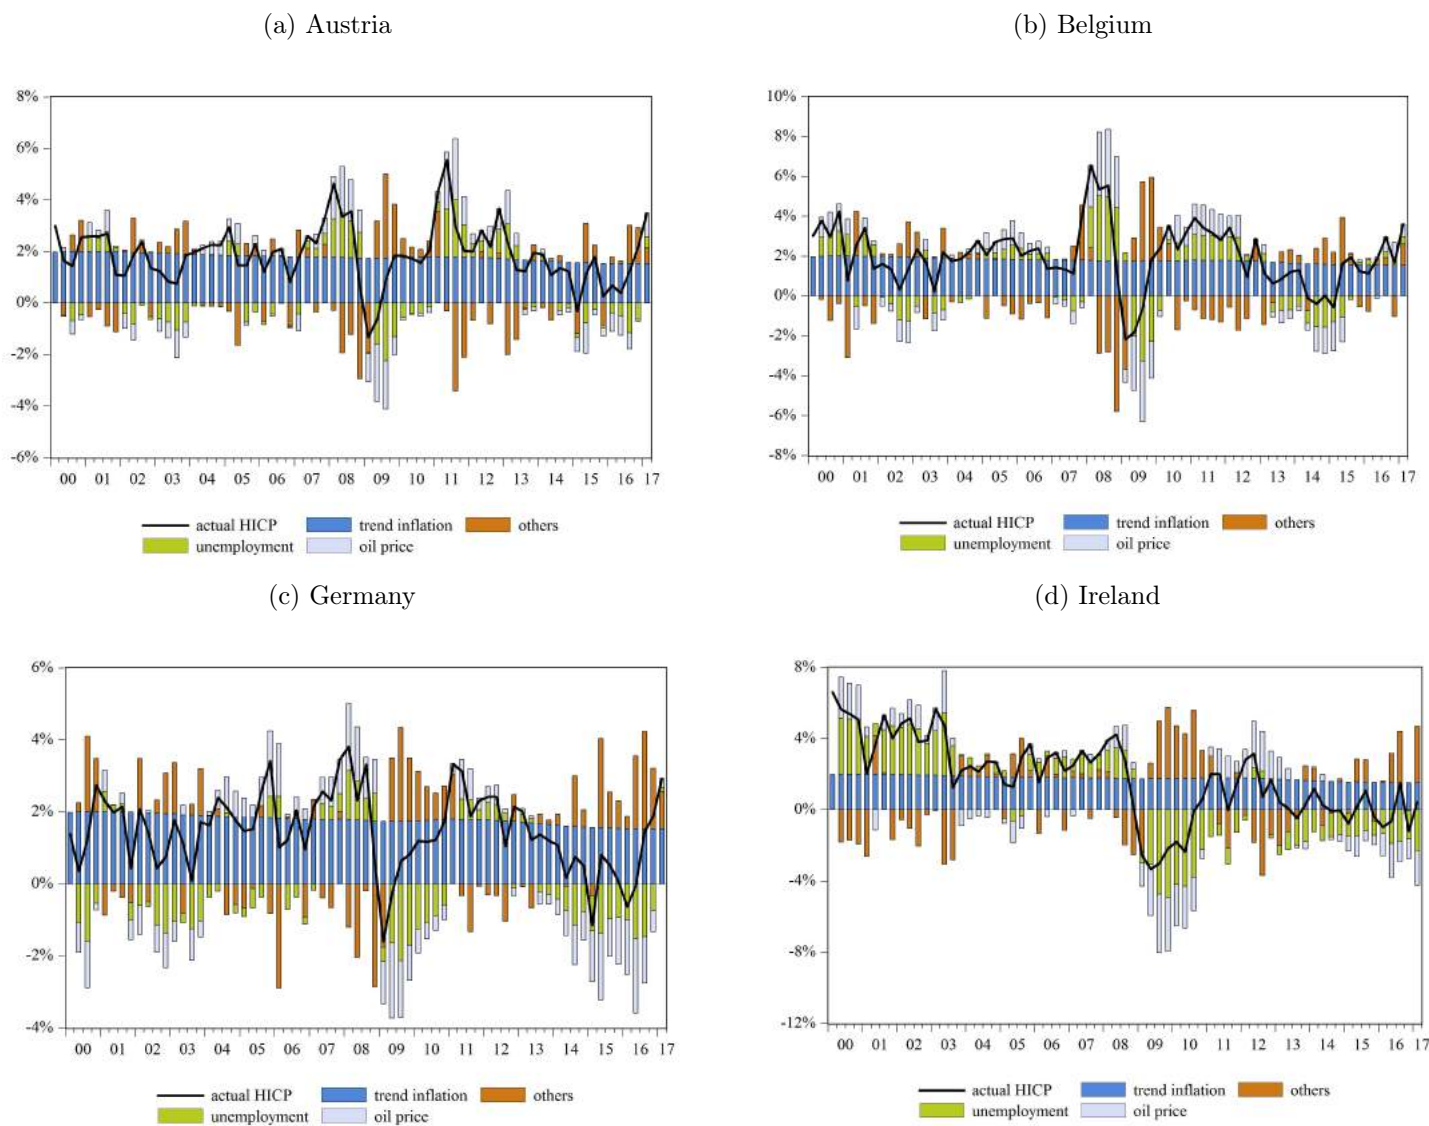 (a) Austria
8%
6%
4%
2%
0%
-2%
-4%
-6%
00 01 02 03 04 05 06 07 08 09 10 11 12 13 14 15 16 17
actual HICP trend inflation others
unemployment oil price
(b) Belgium
10%
8%
6%
4%
2%
0%
-2%
-4%
-6%
-8%
00 01 02 03 04 05 06 07 08 09 10 11 12 13 14 15 16 17
actual HICP trend inflation others
unemployment oil price
(c) Germany
6%
4%
2%
0%
-2%
-4%
00 01 02 03 04 05 06 07 08 09 10 11 12 13 14 15 16 17
actual HICP trend inflation others
unemployment oil price
(d) Ireland
8%
4%
0%
-4%
-8%
-12%
00 01 02 03 04 05 06 07 08 09 10 11 12 13 14 15 16 17
actual HICP trend inflation others
unemployment oil price